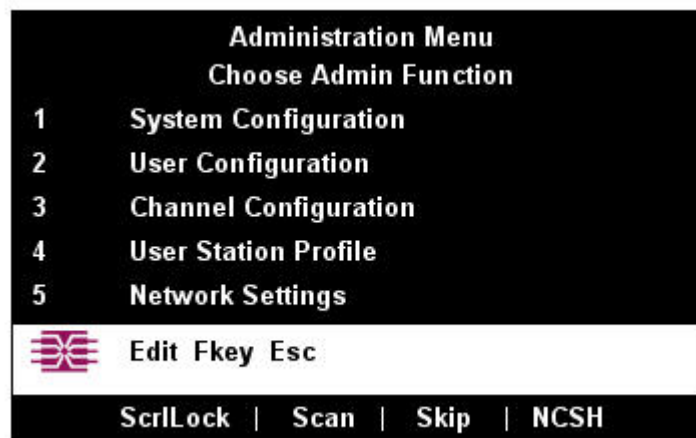 Administration Menu
Choose Admin Function
1 System Configuration
2 User Configuration
3 Channel Configuration
4 User Station Profile
5 Network Settings
Edit Fkey Esc
ScrlLock | Scan | Skip | NCSH